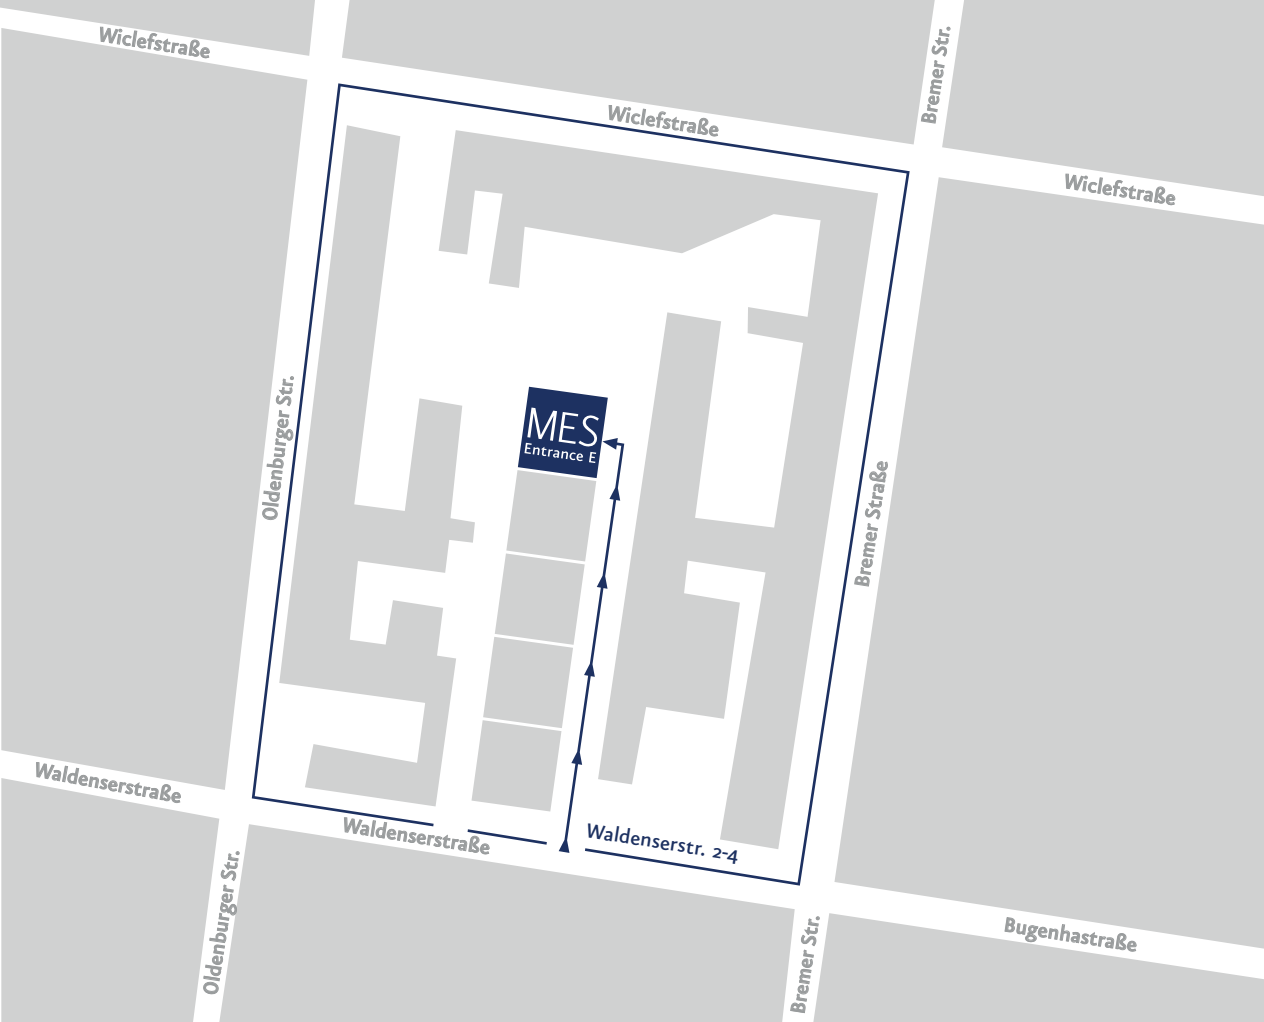 Wiclefstraße
Bremer Str.
Wiclefstraße
Wiclefstraße
Oldenburger Str.
MES
Entrance E
Bremer Straße
Waldenserstraße
Waldenserstraße
Waldenserstr. 2-4
Oldenburger Str.
Bremer Str.
Bugenhastraße